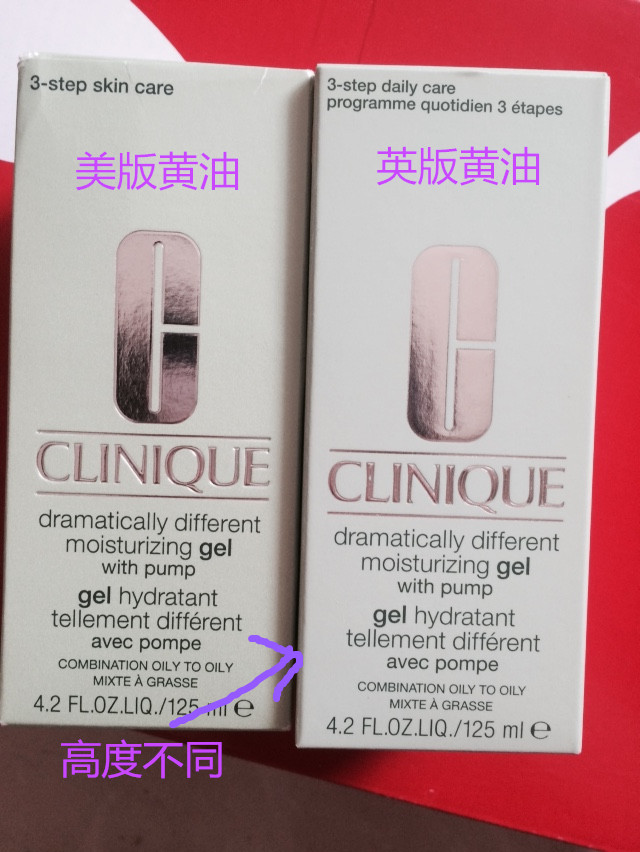 3-step skin care
美版黄油
CLINIQUE
dramatically different
moisturizing gel
with pump
gel hydratant
tellement différent
avec pompe
COMBINATION OILY TO OILY
MIXTE À GRASSE
4.2 FL.OZ.LIQ./125 ml e
高度不同
3-step daily care
programme quotidien 3 étapes
英版黄油
CLINIQUE
dramatically different
moisturizing gel
with pump
gel hydratant
tellement différent
avec pompe
COMBINATION OILY TO OILY
MIXTE À GRASSE
4.2 FL.OZ.LIQ./125 ml e